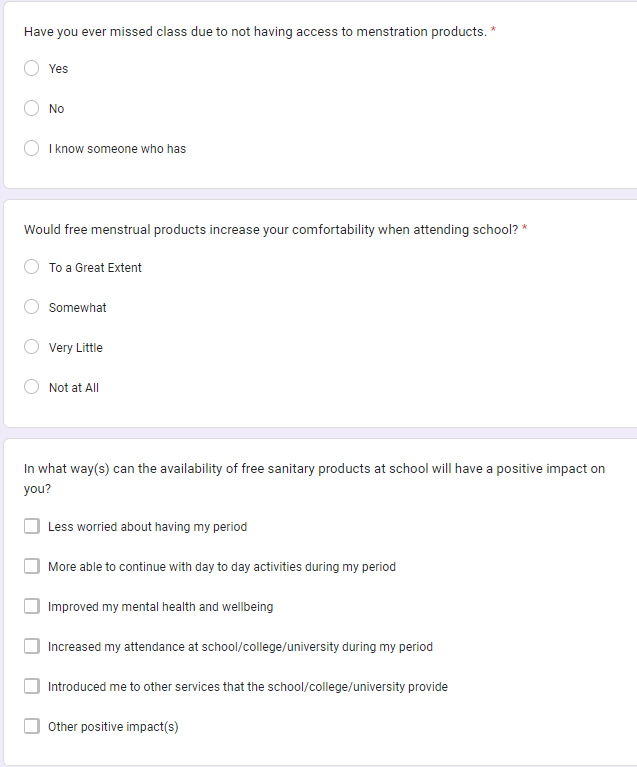 Have you ever missed class due to not having access to menstration products. *
Yes
No
I know someone who has
Would free menstrual products increase your comfortability when attending school? *
To a Great Extent
Somewhat
Very Little
Not at All
In what way(s) can the availability of free sanitary products at school will have a positive impact on
you?
Less worried about having my period
More able to continue with day to day activities during my period
Improved my mental health and wellbeing
Increased my attendance at school/college/university during my period
Introduced me to other services that the school/college/university provide
Other positive impact(s)